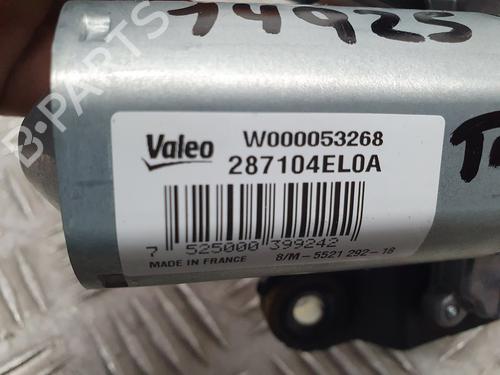 74925
B-PARTS
Valeo
W000053268
287104EL0A
7 525000 399242
MADE IN FRANCE
8/M-5521 292-18